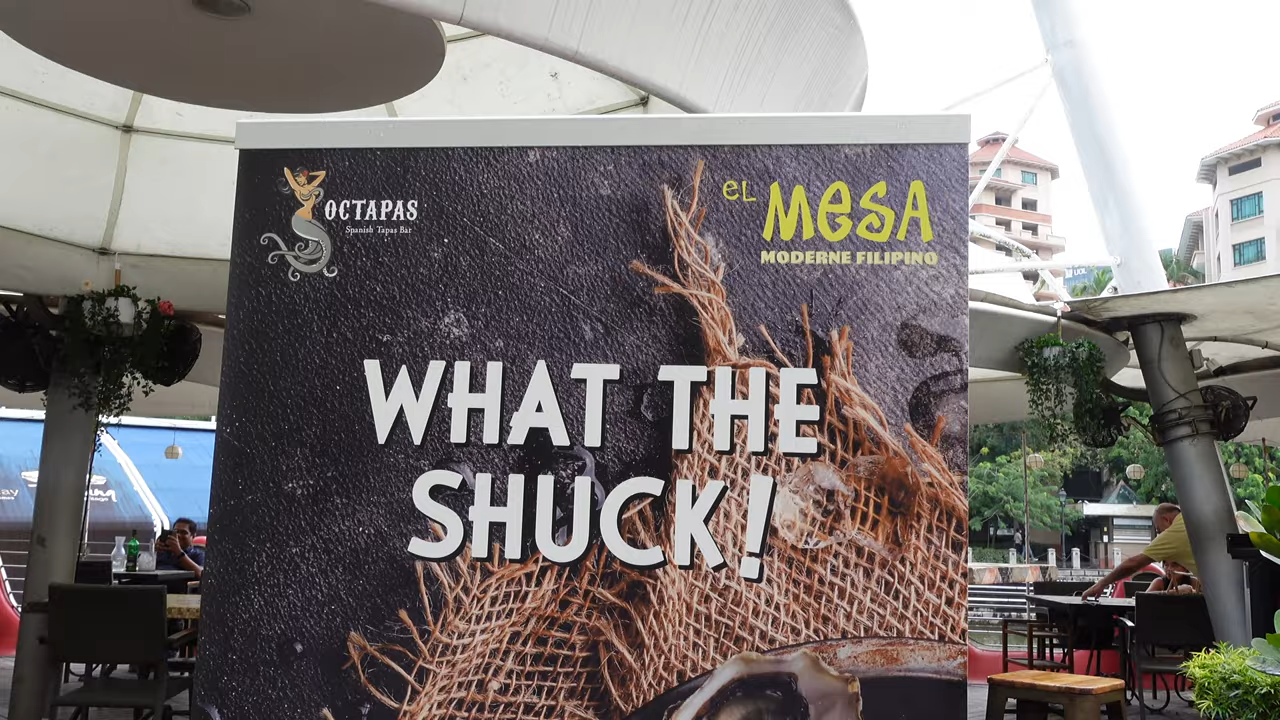 OCTAPAS
Spanish Tapas Bar
eL MeSA
MODERNE FILIPINO
WHAT THE
SHUCK!